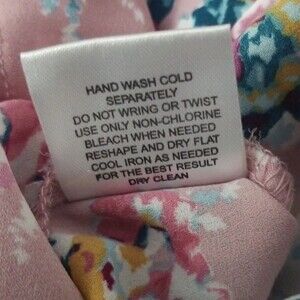 HAND WASH COLD
SEPARATELY
DO NOT WRING OR TWIST
USE ONLY NON-CHLORINE
BLEACH WHEN NEEDED
RESHAPE AND DRY FLAT
COOL IRON AS NEEDED
FOR THE BEST RESULT
DRY CLEAN